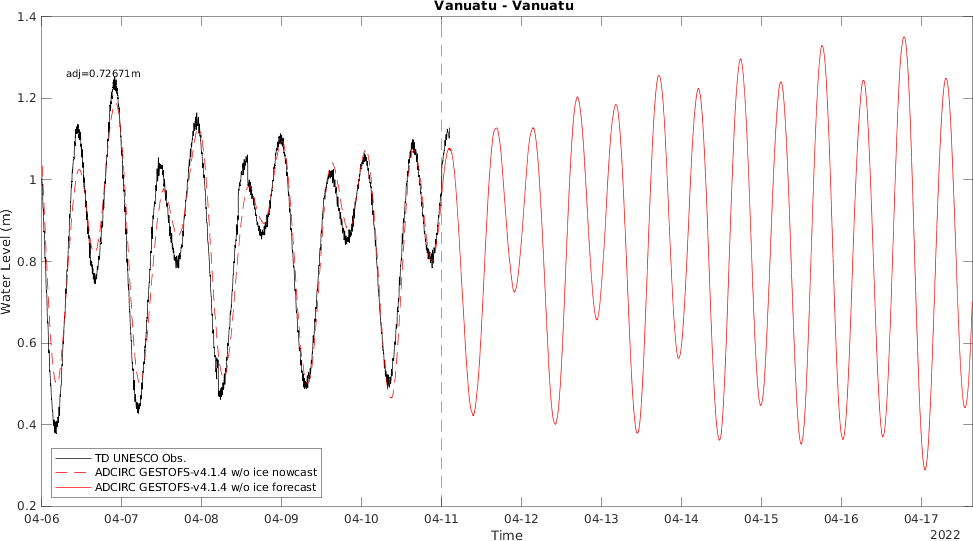 Vanuatu - Vanuatu
1.4
adj=0.72671m
1.2
1
0.8
0.6
0.4
0.2
Water Level (m)
TD UNESCO Obs.
ADCIRC GESTOFS-v4.1.4 w/o ice nowcast
ADCIRC GESTOFS-v4.1.4 w/o ice forecast
04-06 04-07 04-08 04-09 04-10 04-11 04-12 04-13 04-14 04-15 04-16 04-17
Time
2022